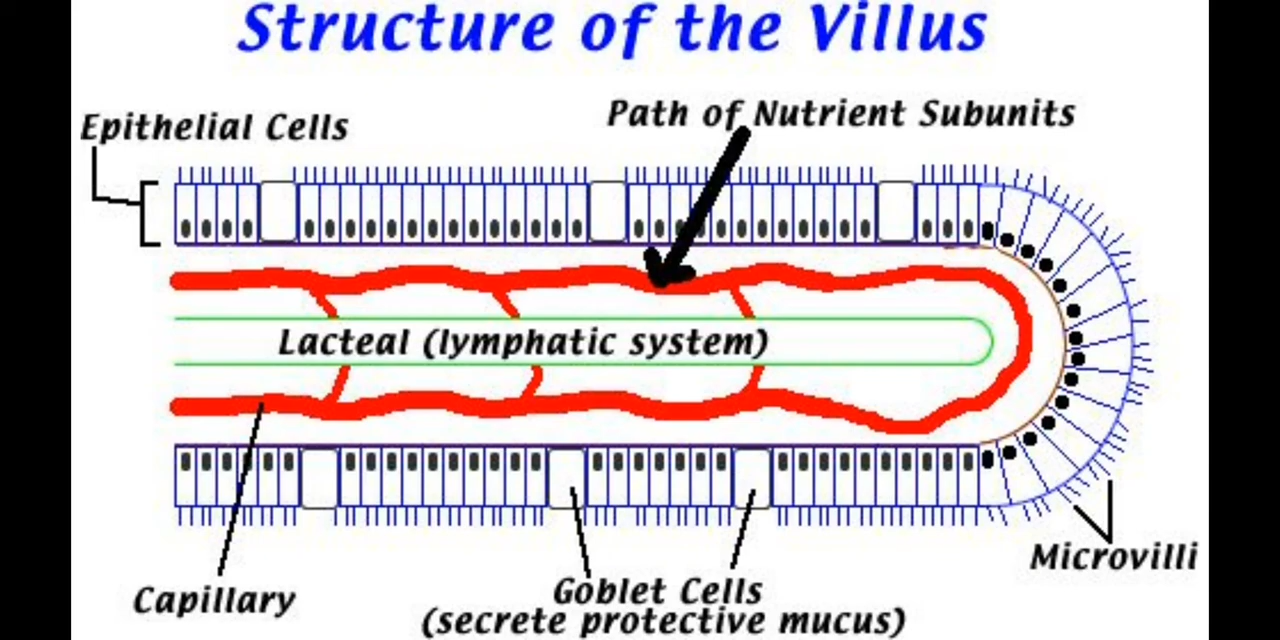 Structure of the Villus
Path of Nutrient Subunits
Epithelial Cells
Lacteal (lymphatic system)
Microvilli
Capillary
Goblet Cells
(secrete protective mucus)